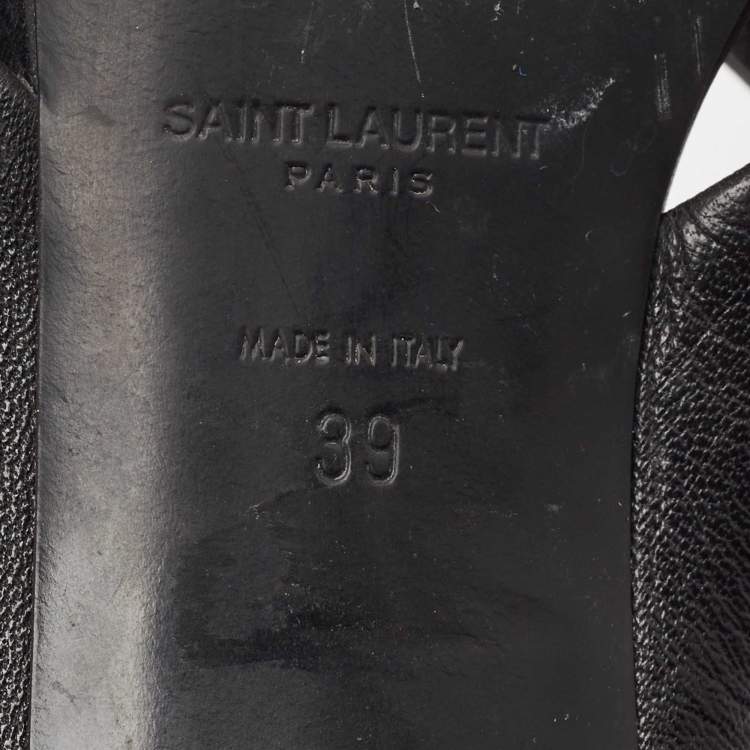 SAINT LAURENT
PARIS
MADE IN ITALY
39